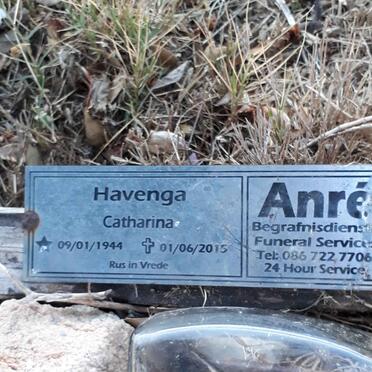 Havenga
Catharina
09/01/1944 01/06/2015
Rus in Vrede
Anré
Begrafnisdiens
Funeral Service
Tel: 086 722 7706
24 Hour Service